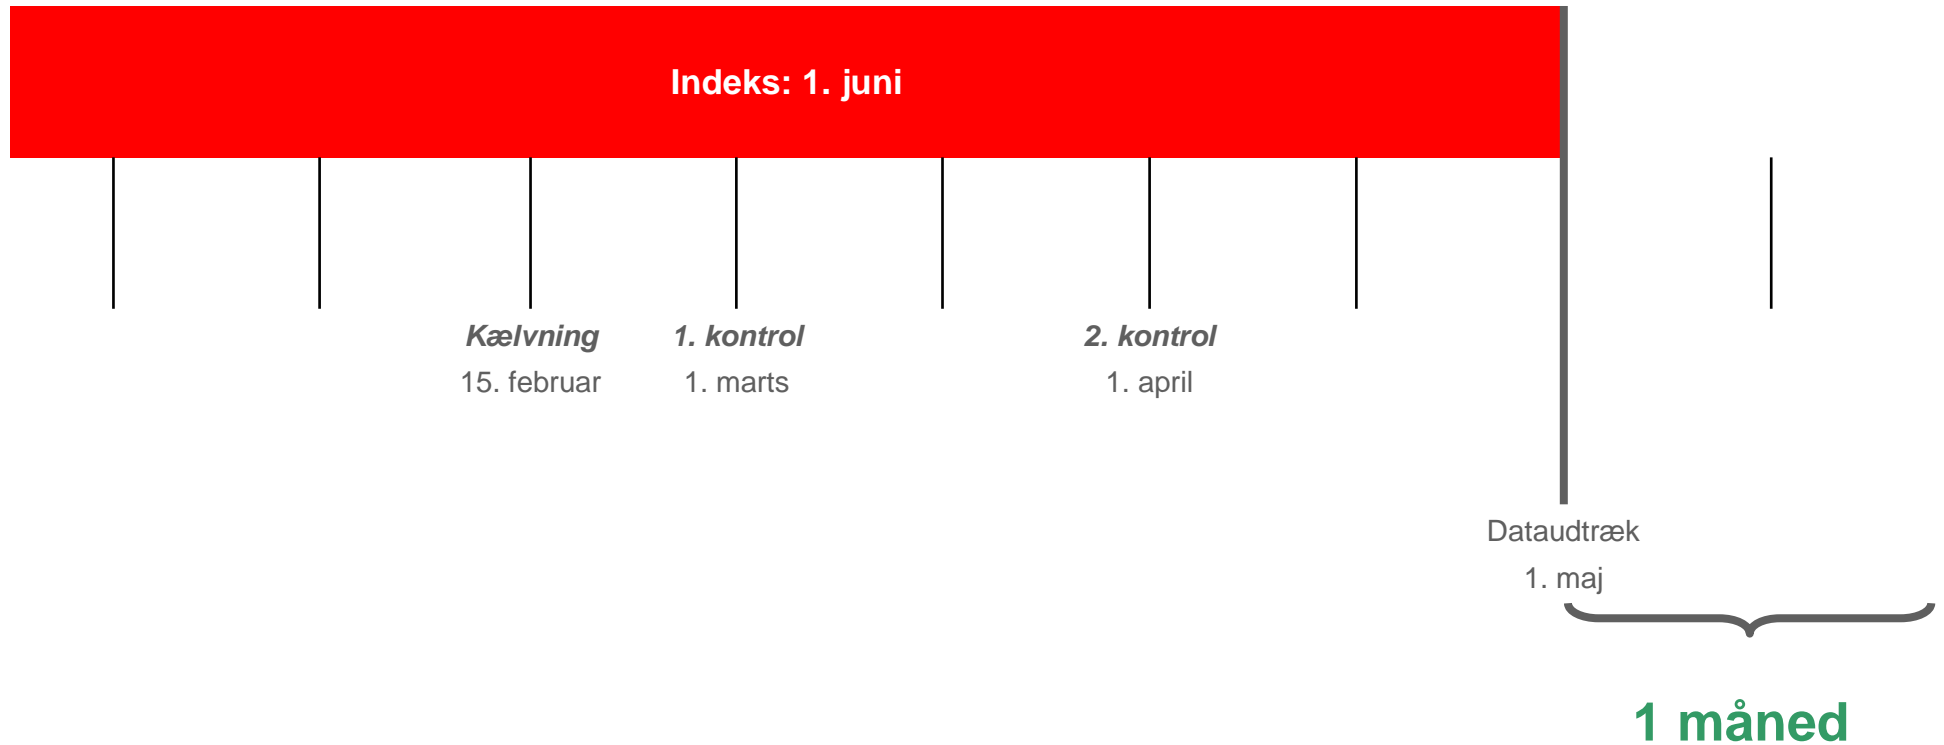 Indeks: 1. juni
Kælvning
15. februar
1. kontrol
1. marts
2. kontrol
1. april
Dataudtræk
1. maj
1 måned